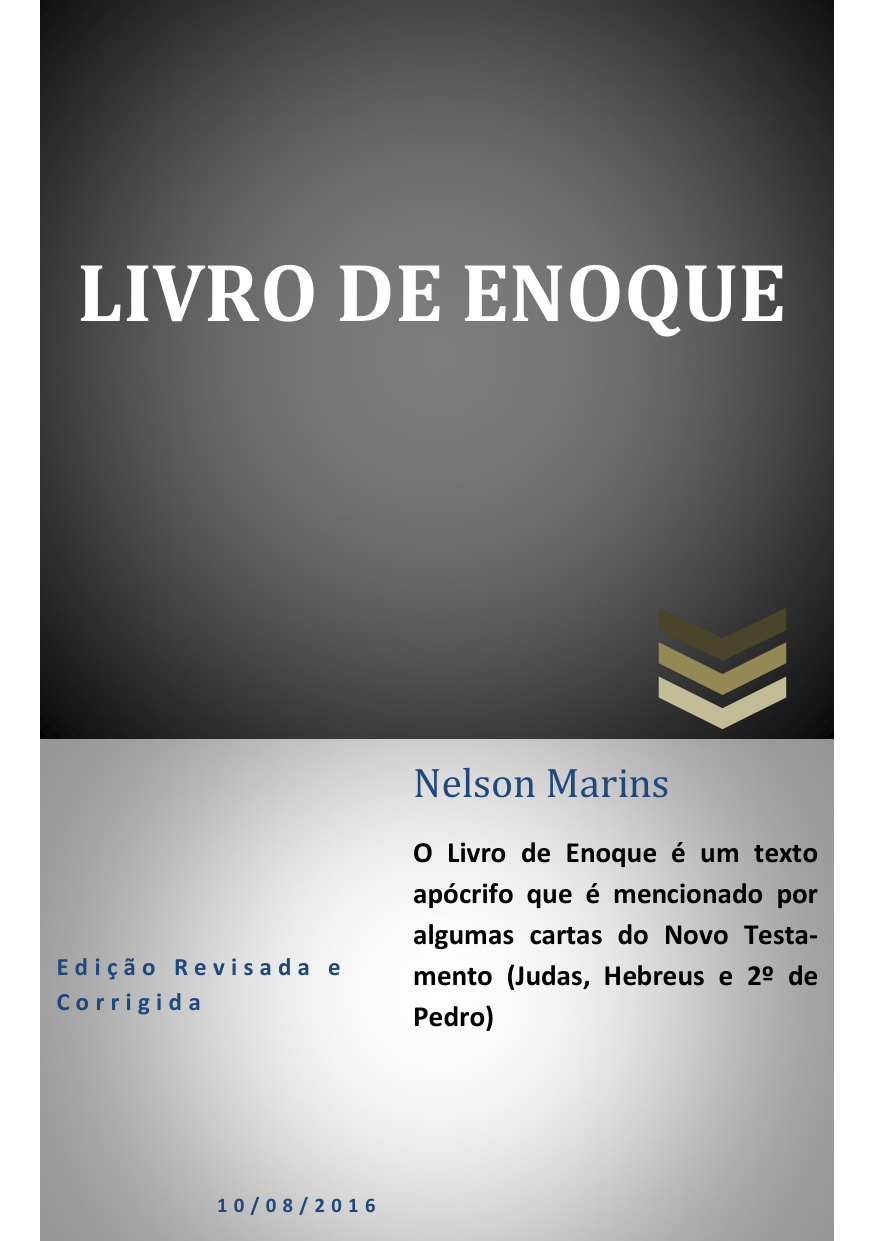 LIVRO DE ENOQUE
Nelson Marins
O Livro de Enoque é um texto
apócrifo que é mencionado por
algumas cartas do Novo Testa-
mento (Judas, Hebreus e 2º de
Pedro)
Edição Revisada e
Corrigida
10/08/2016